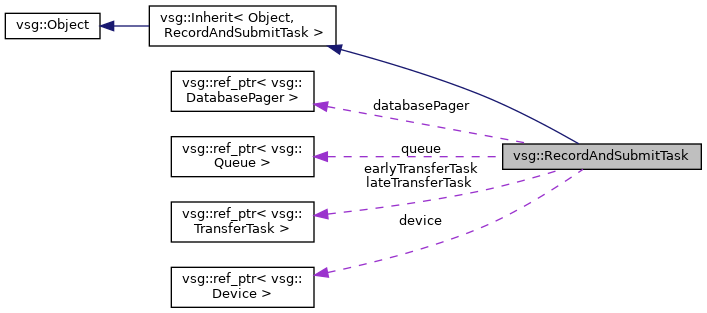 vsg::Object
vsg::Inherit< Object,
RecordAndSubmitTask >
vsg::ref_ptr< vsg::
DatabasePager >
databasePager
vsg::ref_ptr< vsg::
Queue >
queue
vsg::RecordAndSubmitTask
earlyTransferTask
lateTransferTask
vsg::ref_ptr< vsg::
TransferTask >
device
vsg::ref_ptr< vsg::
Device >